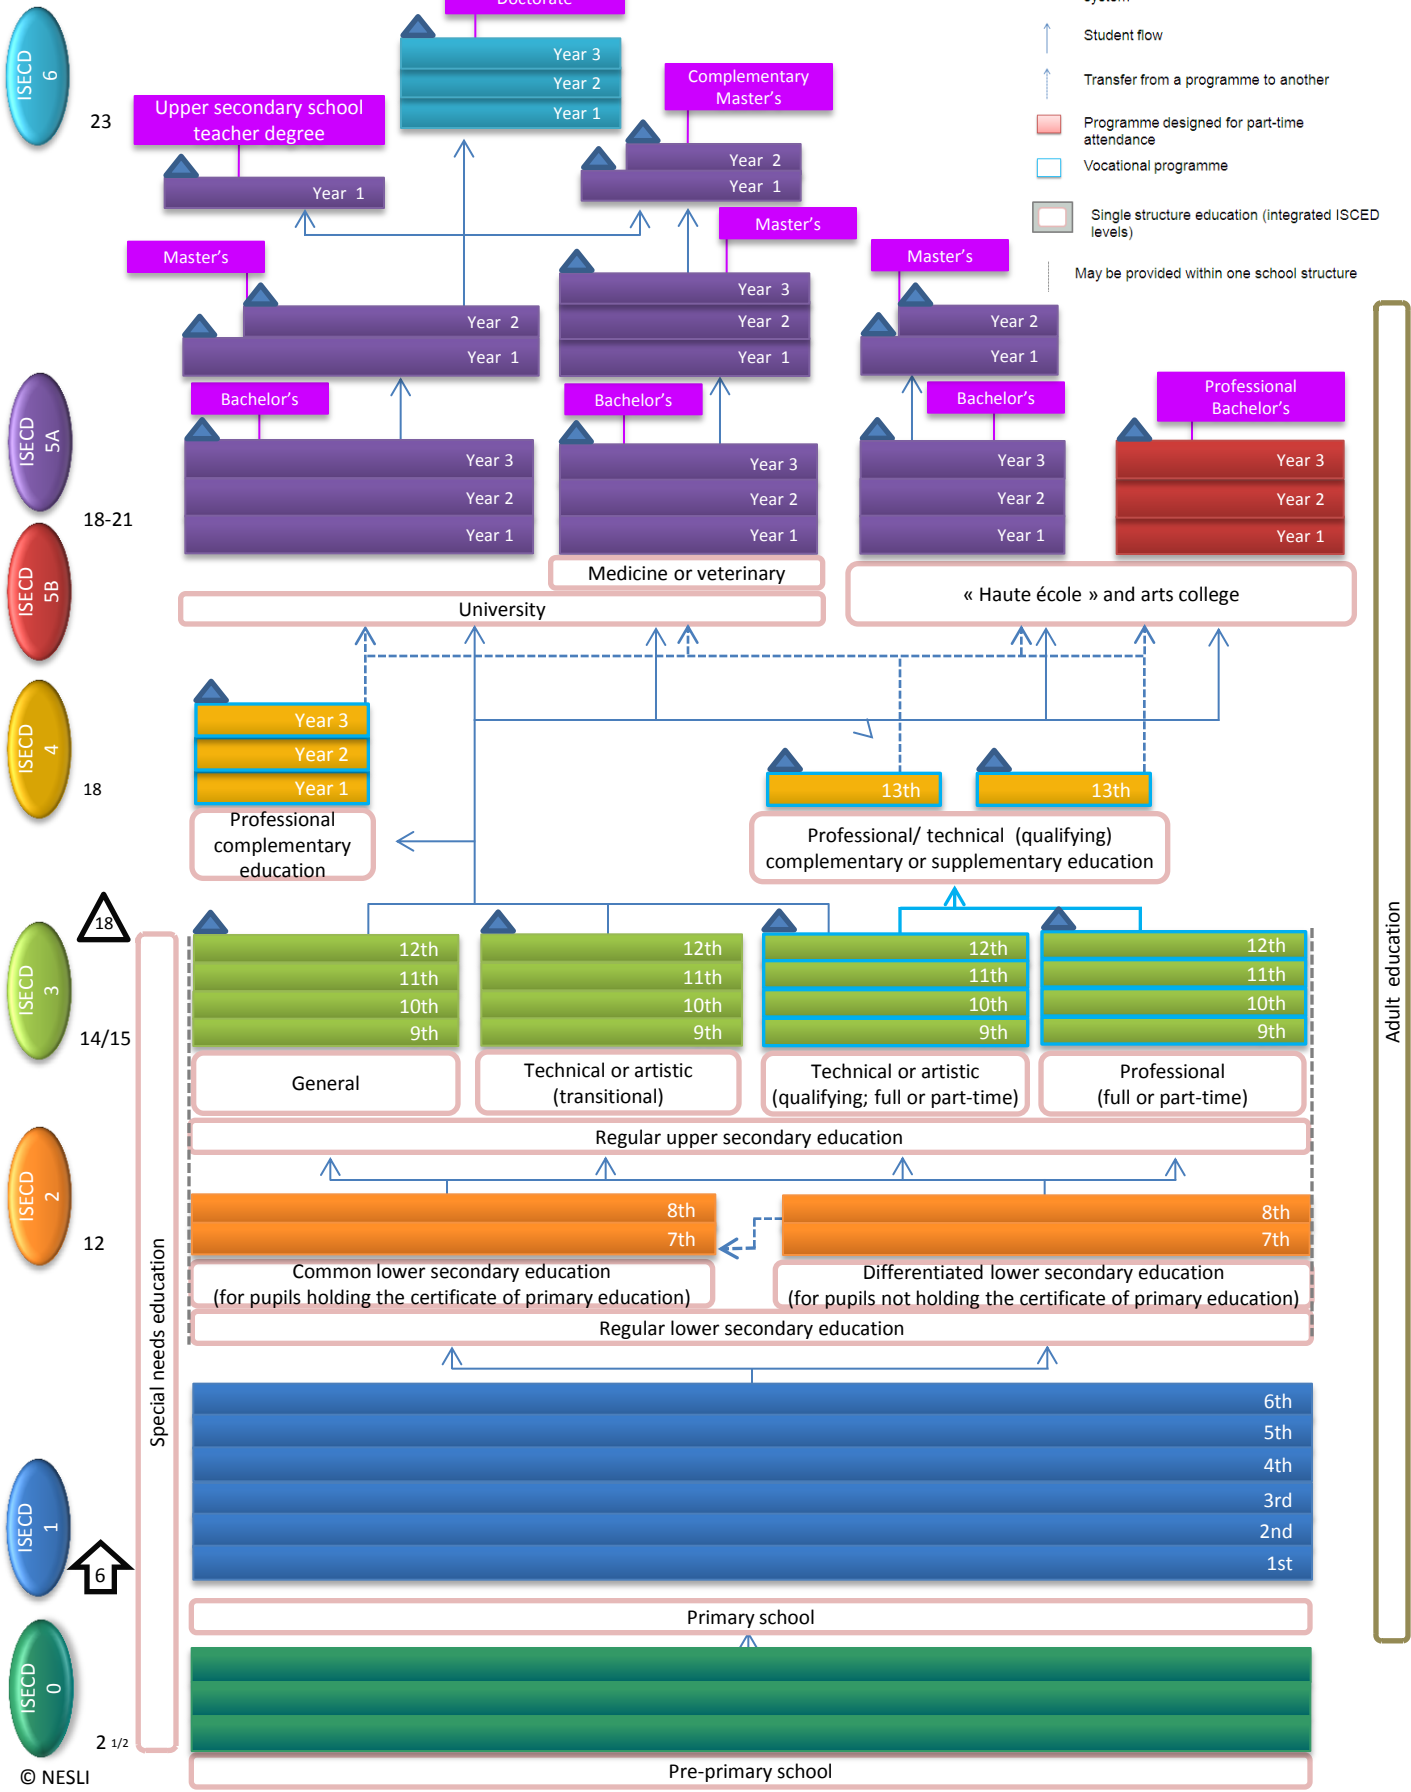 Doctorate
system
ISECD
6
Year 3
Student flow
Complementary
Master's
Year 2
Transfer from a programme to another
23
Upper secondary school
teacher degree
Year 1
Programme designed for part-time
attendance
Year 2
Vocational programme
Year 1
Year 1
Master's
Single structure education (integrated ISCED
levels)
Master's
Master's
May be provided within one school structure
Year 3
Year 2
Year 2
Year 2
Year 1
Year 1
Year 1
ISECD
5A
Bachelor's
Bachelor's
Bachelor's
Professional
Bachelor's
Year 3
Year 3
Year 3
Year 3
Year 2
Year 2
Year 2
Year 2
18-21
Year 1
Year 1
Year 1
Year 1
ISECD
5B
Medicine or veterinary
« Haute école » and arts college
University
ISECD
4
Year 3
Year 2
Year 1
18
13th
13th
Professional
complementary
education
Professional/ technical (qualifying)
complementary or supplementary education
18
ISECD
3
12th
12th
12th
12th
11th
11th
11th
11th
10th
10th
10th
10th
14/15
9th
9th
9th
9th
General
Technical or artistic
(transitional)
Technical or artistic
(qualifying; full or part-time)
Professional
(full or part-time)
Regular upper secondary education
Adult education
ISECD
2
8th
8th
12
7th
7th
Common lower secondary education
(for pupils holding the certificate of primary education)
Differentiated lower secondary education
(for pupils not holding the certificate of primary education)
Regular lower secondary education
Special needs education
6th
5th
4th
3rd
2nd
1st
ISECD
1
6
Primary school
ISECD
0
2 1/2
Pre-primary school
© NESLI